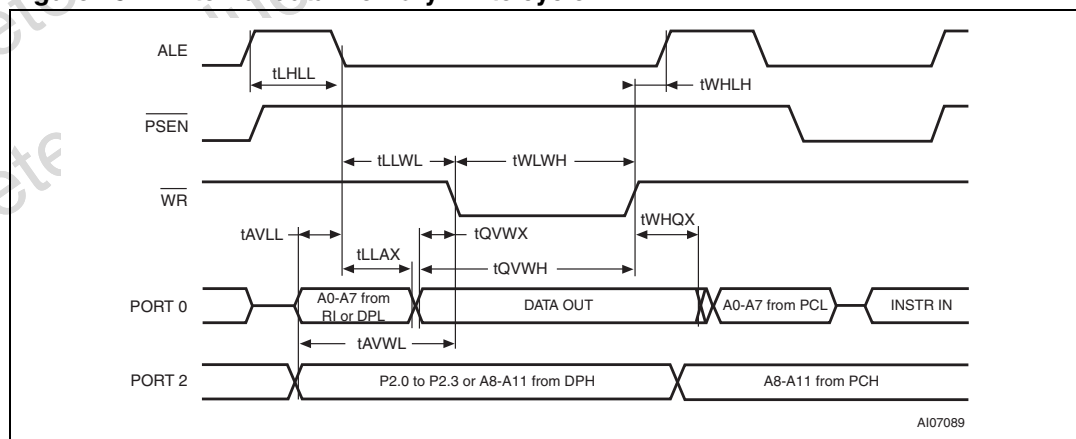 ALE
tLHLL
tWHLH
PSEN
tLLWL
tWLWH
WR
tWHQX
tAVLL
tQVWX
tLLAX
tQVWH
PORT 0
A0-A7 from
RI or DPL
DATA OUT
A0-A7 from PCL
INSTR IN
tAVWL
PORT 2
P2.0 to P2.3 or A8-A11 from DPH
A8-A11 from PCH
AI07089